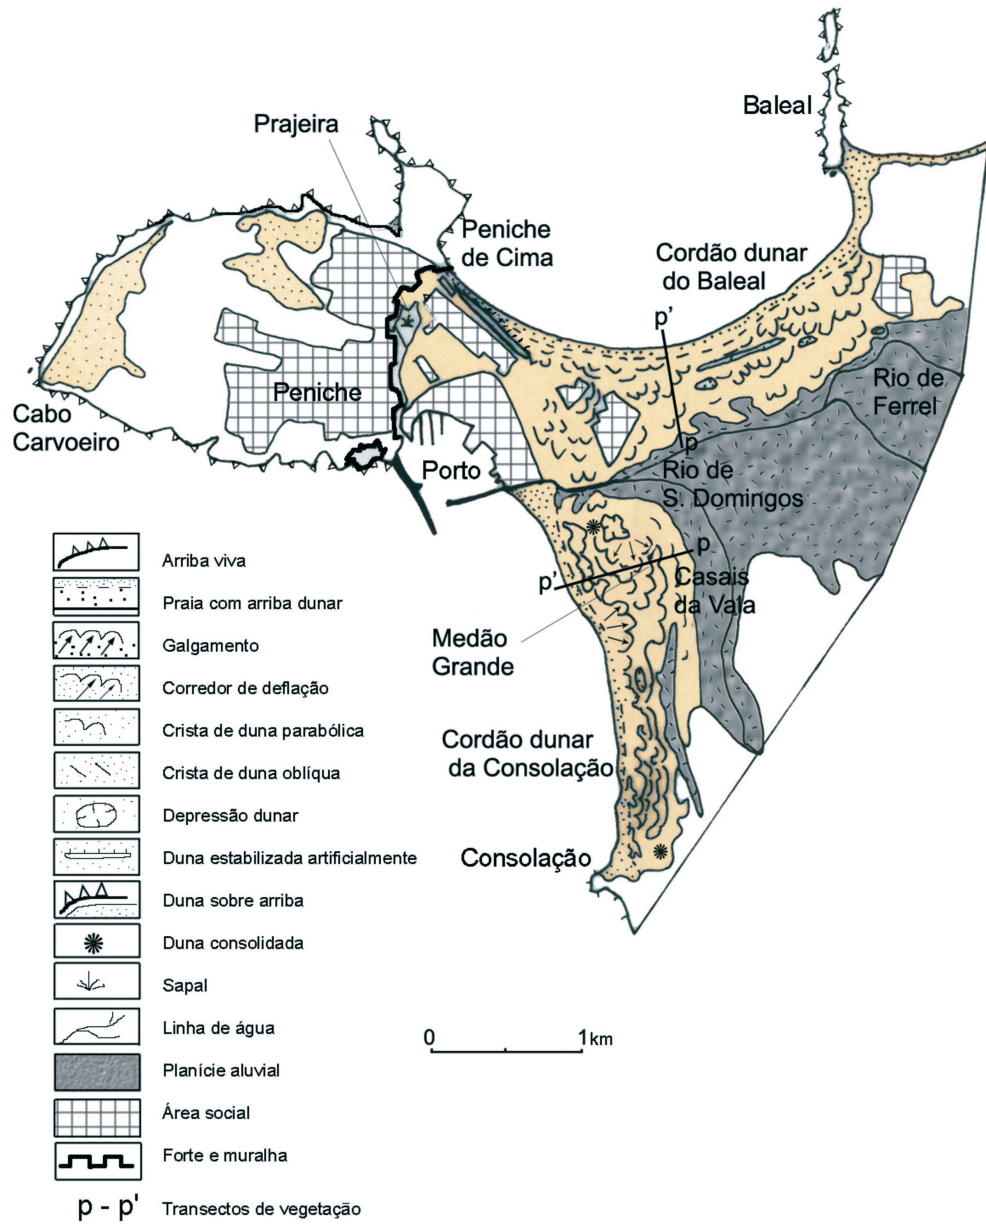 Baleal
Prajeira
Peniche
de Cima
Cordão dunar
do Baleal
p'
Peniche
Rio de
Ferrel
Cabo
Carvoeiro
p
Porto
Rio de
S. Domingos
p
p'
Casais
da Vala
Medão
Grande
Cordão dunar
da Consolação
Consolação
Arriba viva
Praia com arriba dunar
Galgamento
Corredor de deflação
Crista de duna parabólica
Crista de duna oblíqua
Depressão dunar
Duna estabilizada artificialmente
Duna sobre arriba
Duna consolidada
Sapal
Linha de água
Planície aluvial
Área social
Forte e muralha
p - p' Transectos de vegetação
0 1 km